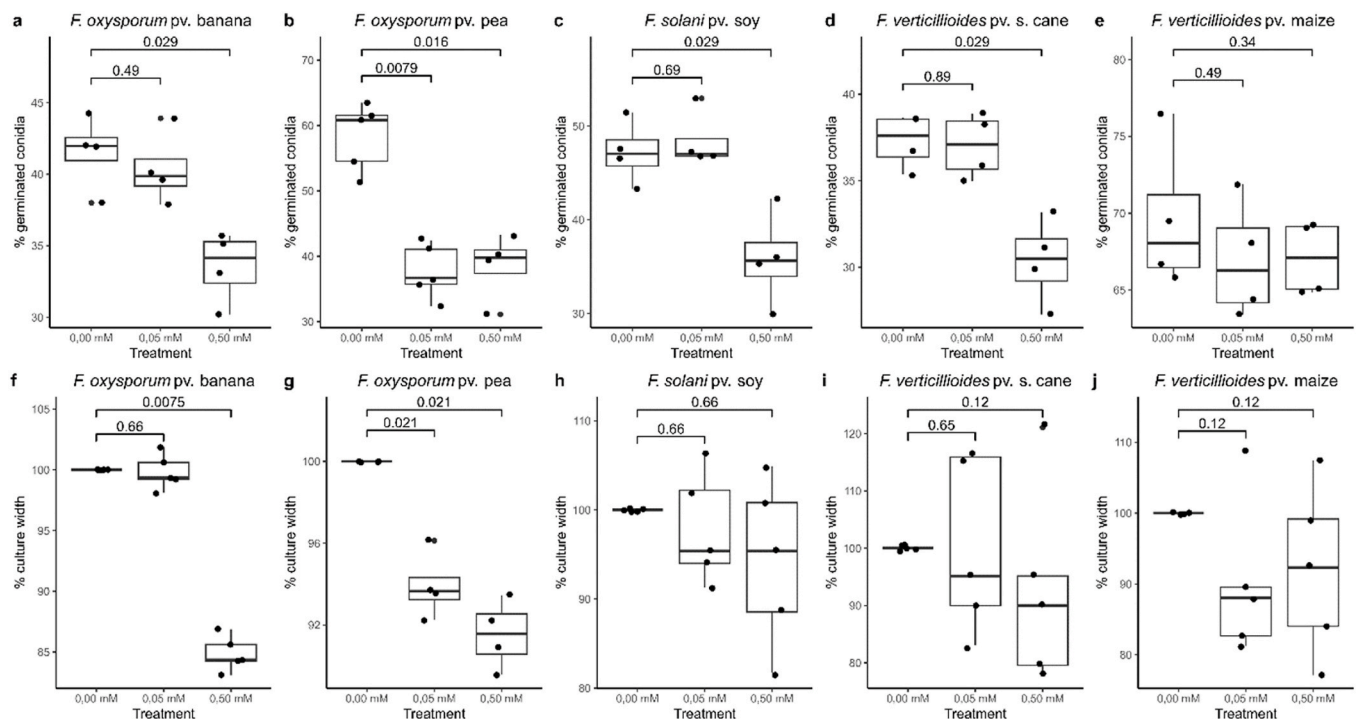 a F. oxysporum pv. banana
0.029
0.49
45
40
35
30
% germinated conidia
0,00 mM 0,05 mM 0,50 mM
Treatment
b F. oxysporum pv. pea
0.016
0.0079
70
60
50
40
30
% germinated conidia
0,00 mM 0,05 mM 0,50 mM
Treatment
c F. solani pv. soy
0.029
0.69
60
50
40
30
% germinated conidia
0,00 mM 0,05 mM 0,50 mM
Treatment
d F. verticillioides pv. s. cane
0.029
0.89
40
35
30
% germinated conidia
0,00 mM 0,05 mM 0,50 mM
Treatment
e F. verticillioides pv. maize
0.34
0.49
80
75
70
65
% germinated conidia
0,00 mM 0,05 mM 0,50 mM
Treatment
f F. oxysporum pv. banana
0.0075
0.66
105
100
95
90
85
% culture width
0,00 mM 0,05 mM 0,50 mM
Treatment
g F. oxysporum pv. pea
0.021
0.021
100
96
92
% culture width
0,00 mM 0,05 mM 0,50 mM
Treatment
h F. solani pv. soy
0.66
0.66
110
100
90
80
% culture width
0,00 mM 0,05 mM 0,50 mM
Treatment
i F. verticillioides pv. s. cane
0.12
0.65
120
110
100
90
80
% culture width
0,00 mM 0,05 mM 0,50 mM
Treatment
j F. verticillioides pv. maize
0.12
0.12
110
100
90
80
% culture width
0,00 mM 0,05 mM 0,50 mM
Treatment